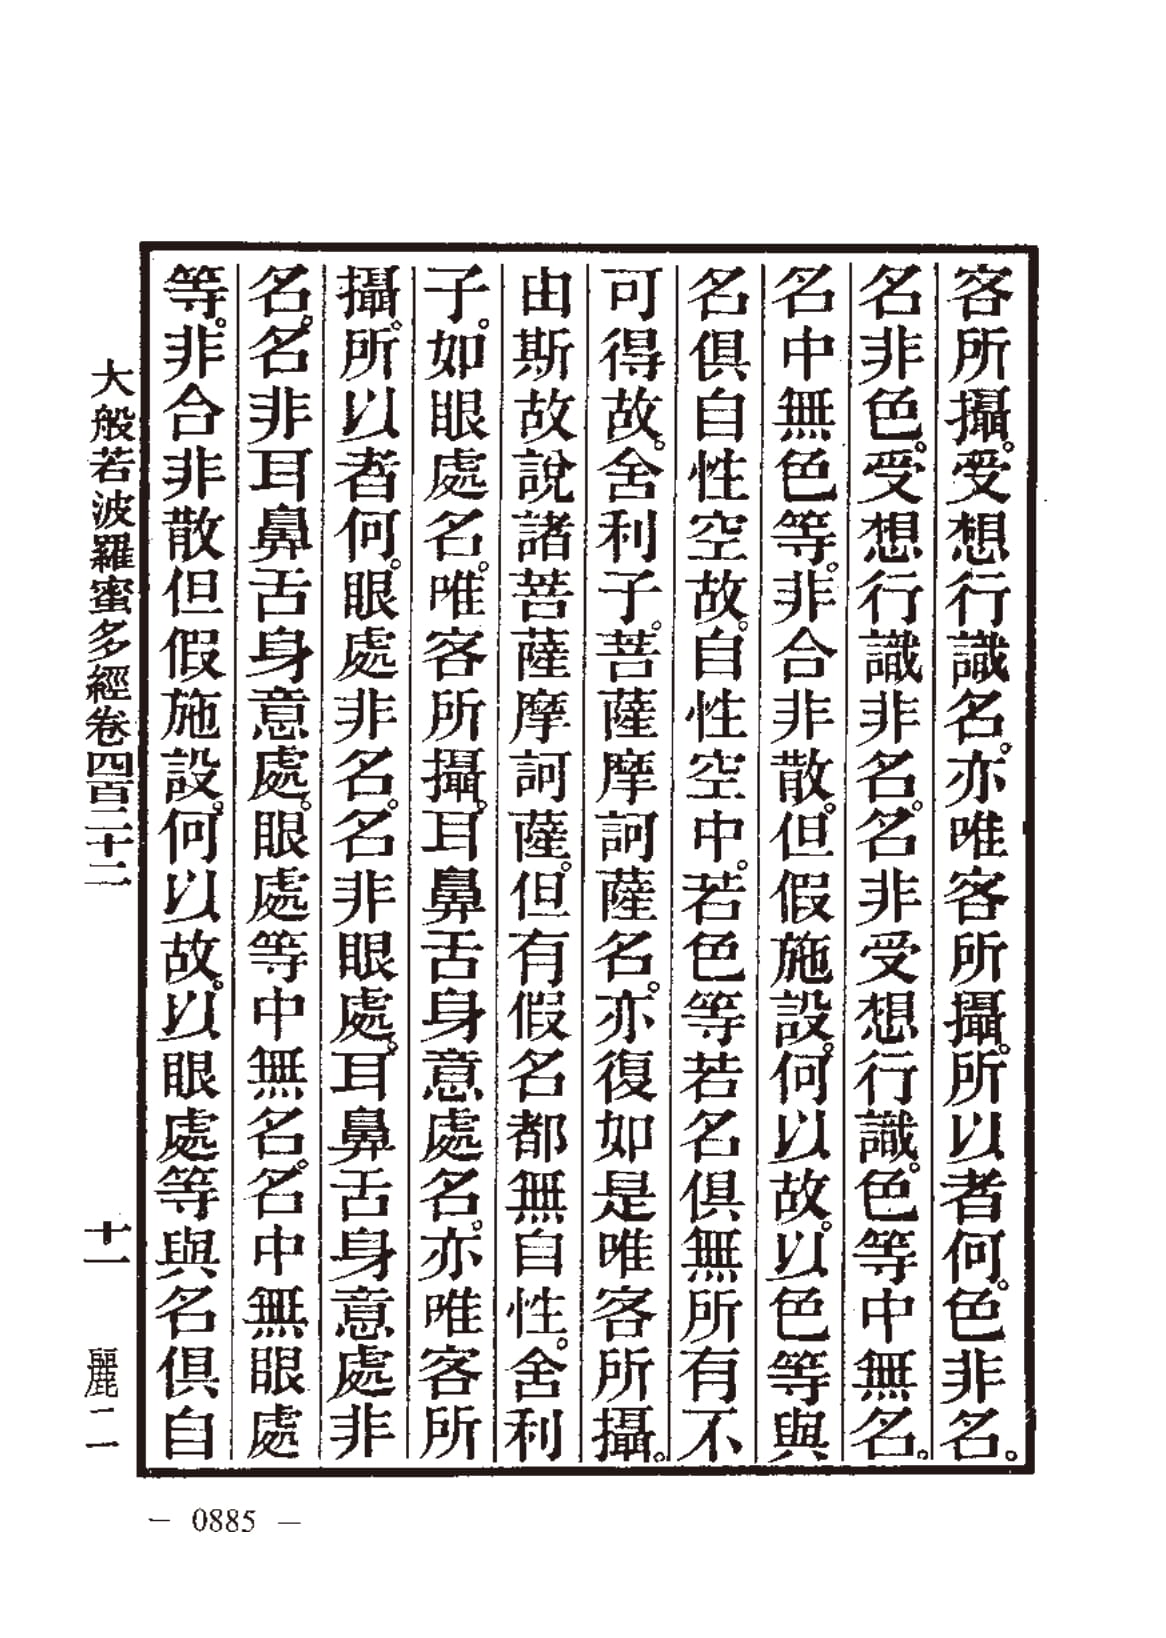 客所攝。受想行識名。亦唯客所攝。所以者何。色非名。
名非色。受想行識非名。名非受想行識。色等中無名。
名中無色等。非合非散。但假施設。何以故。以色等與
名俱自性空故。自性空中。若色等若名俱無所有不
可得故。舍利子。菩薩摩訶薩名。亦復如是唯客所攝。
由斯故說諸菩薩摩訶薩。但有假名都無自性。舍利
子。如眼處名。唯客所攝。耳鼻舌身意處名。亦唯客所
攝。所以者何。眼處非名。名非眼處。耳鼻舌身意處非
名。名非耳鼻舌身意處。眼處等中無名。名中無眼處
等。非合非散但假施設。何以故。以眼處等與名俱自
大般若波羅蜜多經卷四百二十二 十一 麗二
— 0885 —